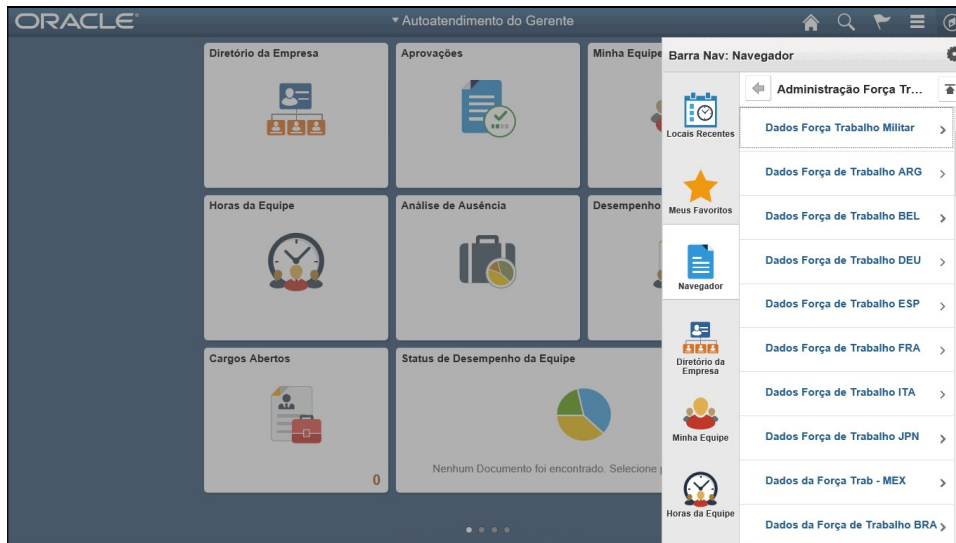 ORACLE
Autoatendimento do Gerente
Diretório da Empresa
Aprovações
Minha Equipe
Horas da Equipe
Análise de Ausência
Desempenho
Cargos Abertos
0
Status de Desempenho da Equipe
Nenhum Documento foi encontrado. Selecione
Barra Nav: Navegador
Locais Recentes
Meus Favoritos
Navegador
Diretório da
Empresa
Minha Equipe
Horas da Equipe
Administração Força Tr...
Dados Força Trabalho Militar
Dados Força de Trabalho ARG
Dados Força de Trabalho BEL
Dados Força de Trabalho DEU
Dados Força de Trabalho ESP
Dados Força de Trabalho FRA
Dados Força de Trabalho ITA
Dados Força de Trabalho JPN
Dados da Força Trab - MEX
Dados da Força de Trabalho BRA